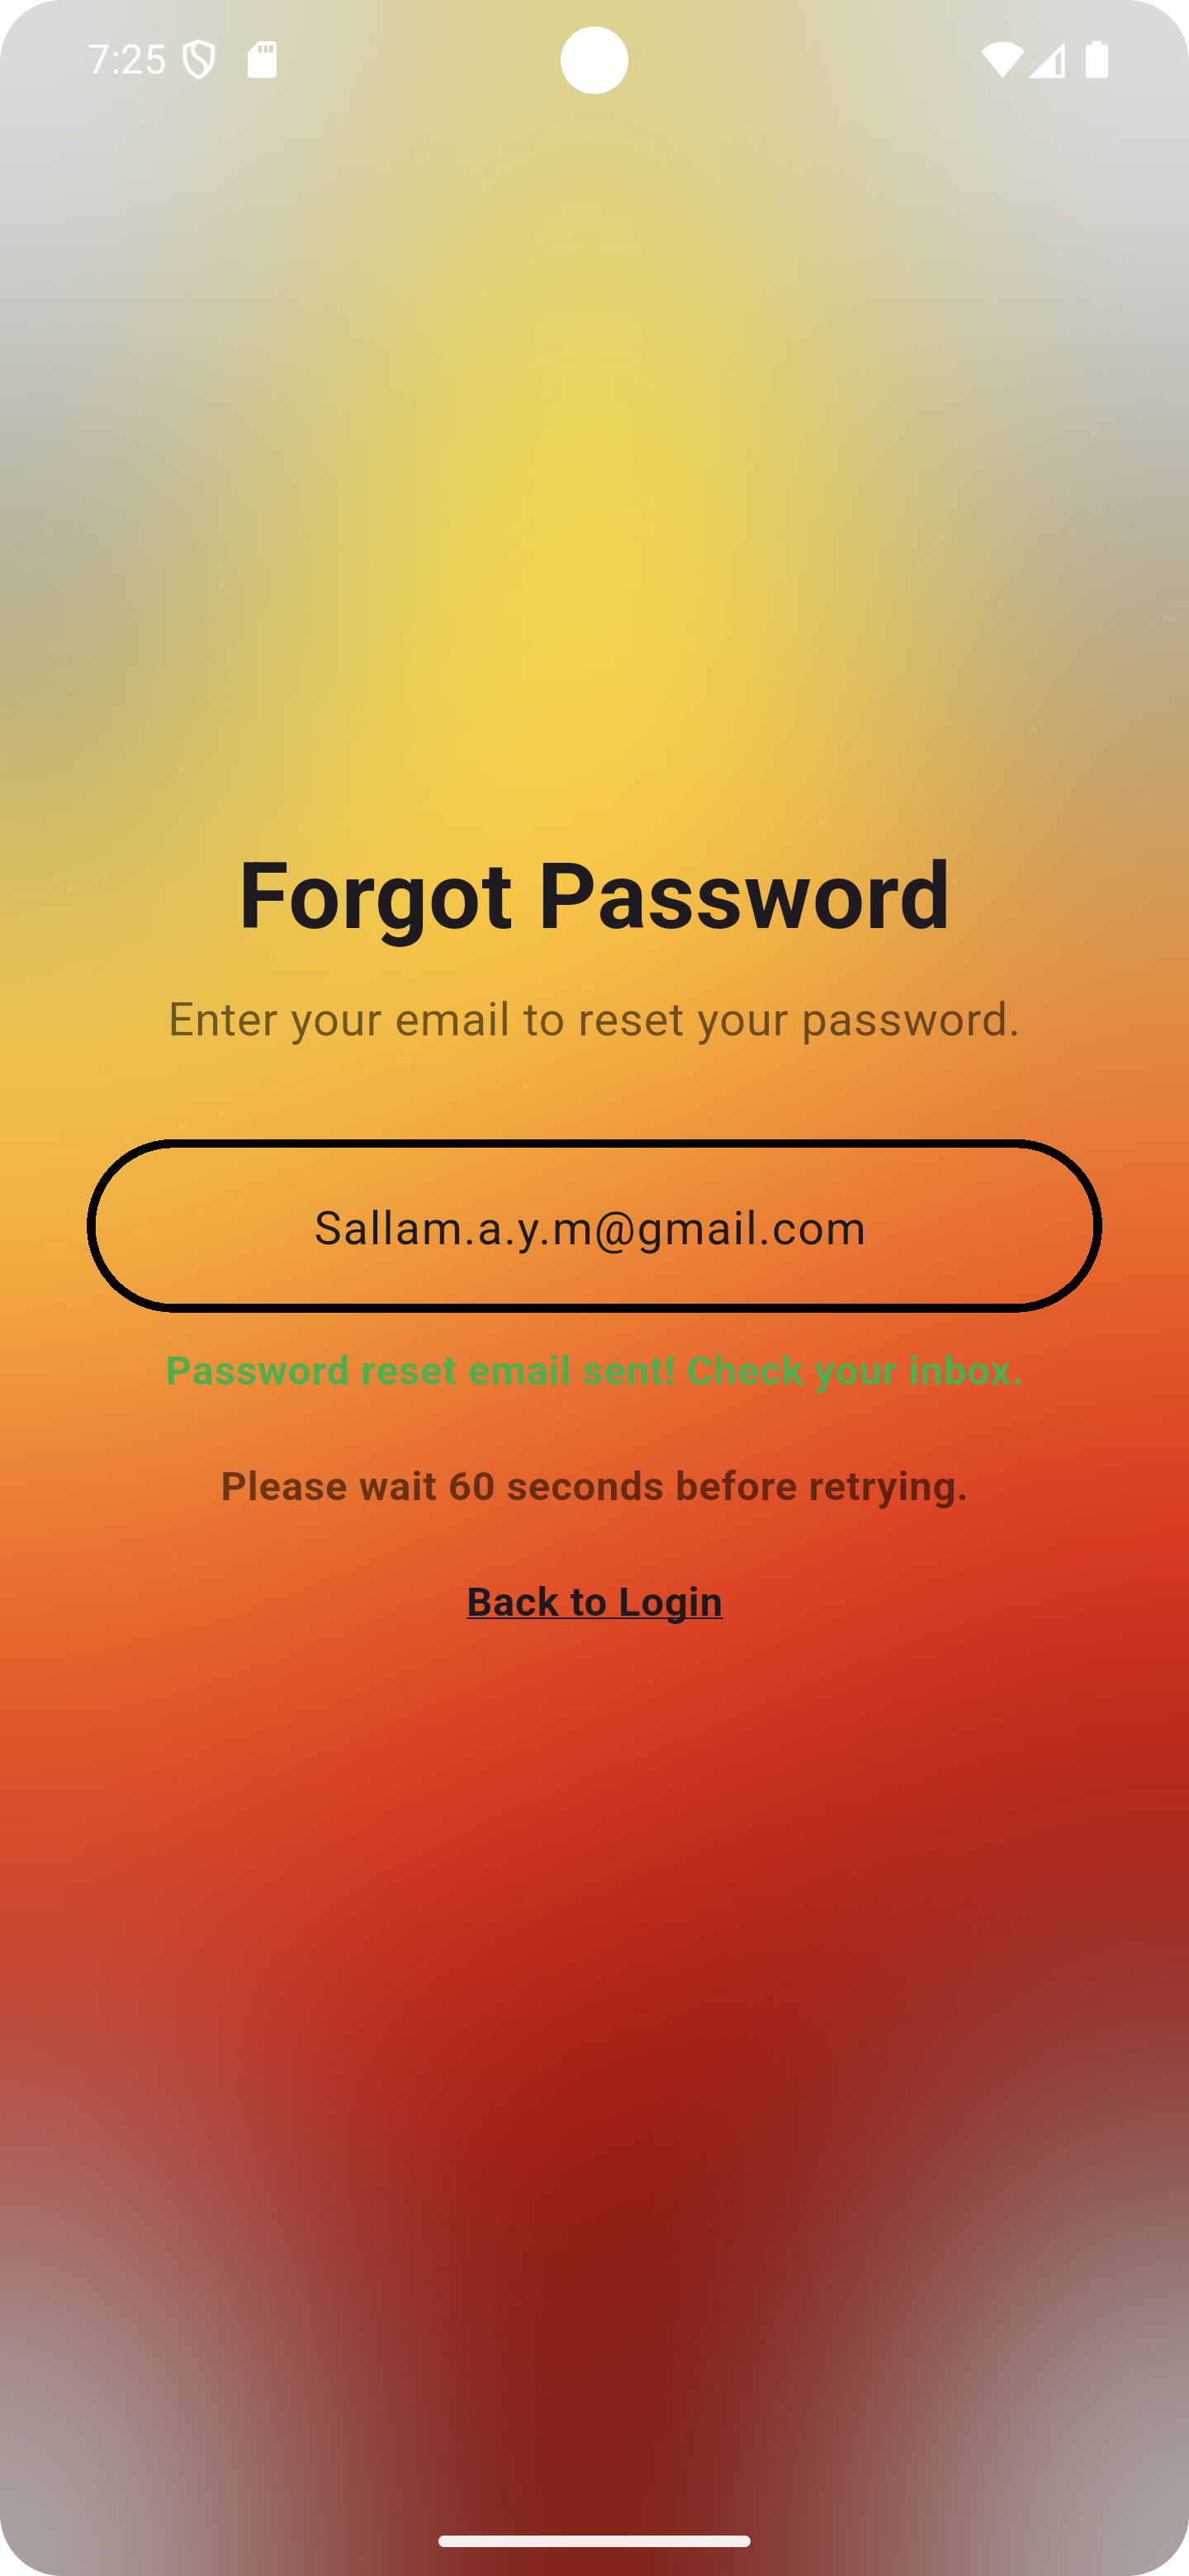 7:25
Forgot Password
Enter your email to reset your password.
Sallam.a.y.m@gmail.com
Password reset email sent! Check your inbox.
Please wait 60 seconds before retrying.
Back to Login